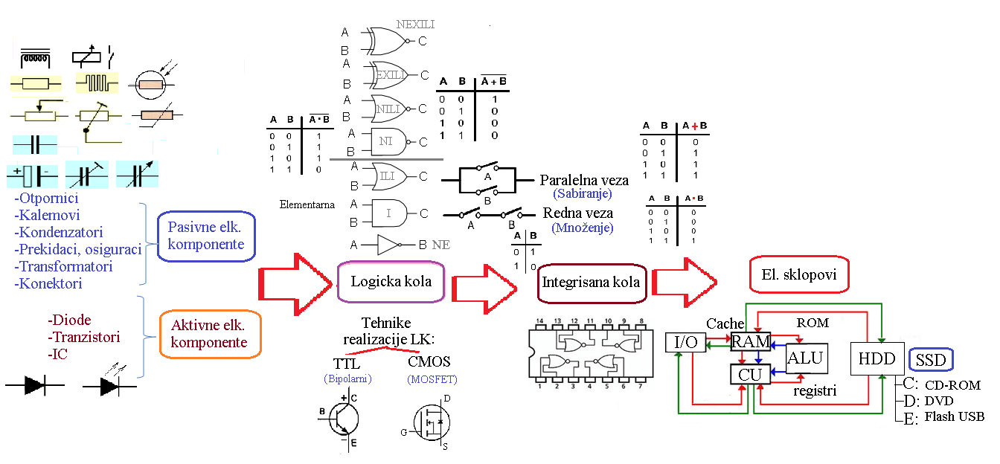 -Otpornici
-Kalemovi
-Kondenzatori
-Prekidaci, osiguraci
-Transformatori
-Konektori
Pasivne elk.
komponente
-Diode
-Tranzistori
-IC
Aktivne elk.
komponente
+ -
A B A · B
0 0 1
0 1 1
1 0 1
1 1 0
Elementarna
NEXILI
A
B
C
A
B
EXILI
C
A
B
NILI
C
A
B
NI
C
A
B
ILI
C
A
B
I
C
A
B NE
A B A + B
0 0 1
0 1 0
1 0 0
1 1 0
A
B
Paralelna veza
(Sabiranje)
A B
Redna veza
(Množenje)
A B
0 1
1 0
Logicka kola
Tehnike
realizacije LK:
TTL
(Bipolarni)
CMOS
(MOSFET)
+ C
B
− E
D
G
S
Integrisana kola
14 13 12 11 10 9 8
1 2 3 4 5 6 7
A B A + B
0 0 0
0 1 1
1 0 1
1 1 1
A B A · B
0 0 0
0 1 0
1 0 0
1 1 1
El. sklopovi
Cache
ROM
I/O
RAM
ALU
CU
registri
HDD
SSD
C: CD-ROM
D: DVD
E: Flash USB